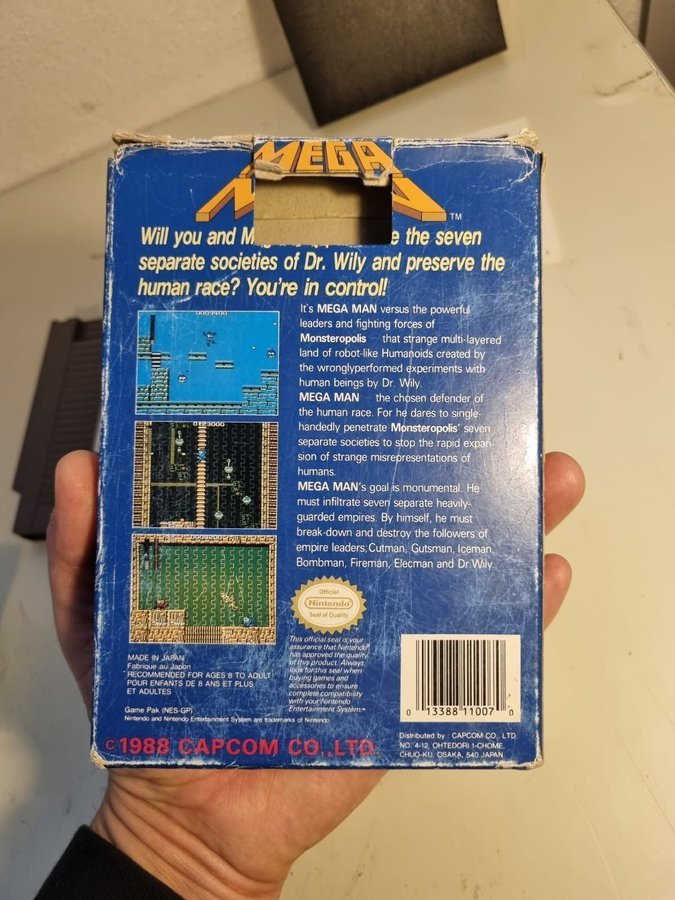 MEGA
TM
Will you and
the seven
separate societies of Dr. Wily and preserve the
human race? You're in control!
It's MEGA MAN versus the powerful
leaders and fighting forces of
Monsteropolis that strange multi-layered
land of robot-like Humanoids created by
the wronglyperformed experiments with
human beings by Dr. Wily.
MEGA MAN — the chosen defender of
the human race. For he dares to single-
handedly penetrate Monsteropolis' seven
separate societies to stop the rapid expan-
sion of strange misrepresentations of
humans.
MEGA MAN'S goal is monumental. He
must infiltrate seven separate heavily-
guarded empires. By himself, he must
break-down and destroy the followers of
empire leaders, Cutman, Gutsman, Iceman,
Bombman, Fireman, Elecman and Dr. Wily
Official
Nintendo
Seal of Quality
This official seal is your
assurance that Nintendo
has approved the quality
of this product. Always
look for this seal when
buying games and
accessories to ensure
complete compatibility
with your Nintendo
Entertainment System.™
MADE IN JAPAN
Fabriqué au Japon
RECOMMENDED FOR AGES 8 TO ADULT
POUR ENFANTS DE 8 ANS ET PLUS
ET ADULTES
Game Pak (NES-GP)
Nintendo and Nintendo Entertainment System are trademarks of Nintendo
© 1988 CAPCOM CO., LTD.
0 13388 11007 0
Distributed by : CAPCOM CO., LTD.
NO. 4-12, OHTEDORI 1-CHOME,
CHUO-KU, OSAKA, 540 JAPAN